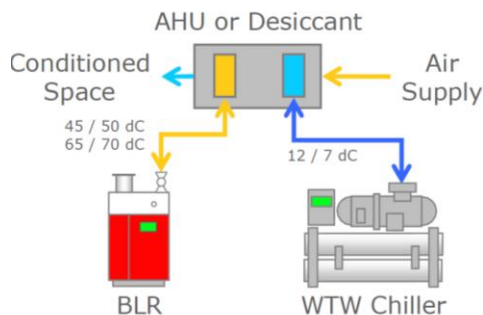 AHU or Desiccant
Conditioned
Space
Air
Supply
45 / 50 dC
65 / 70 dC
12 / 7 dC
BLR
WTW Chiller